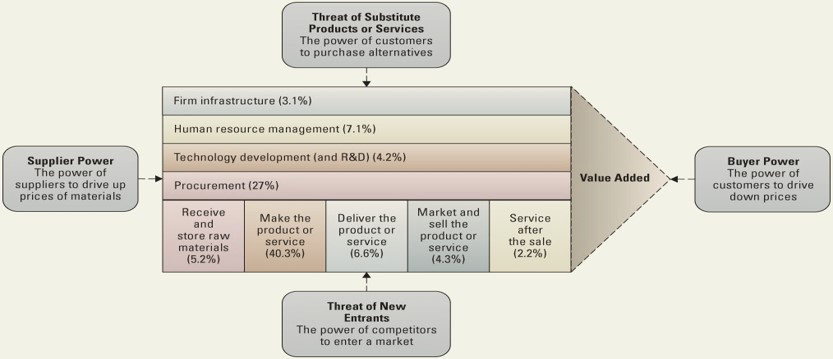 Threat of Substitute
Products or Services
The power of customers
to purchase alternatives
Firm infrastructure (3.1%)
Human resource management (7.1%)
Technology development (and R&D) (4.2%)
Procurement (27%)
Supplier Power
The power of
suppliers to drive up
prices of materials
Value Added
Buyer Power
The power of
customers to drive
down prices
Receive
and
store raw
materials
(5.2%)
Make the
product or
service
(40.3%)
Deliver the
product or
service
(6.6%)
Market and
sell the
product or
service
(4.3%)
Service
after
the sale
(2.2%)
Threat of New
Entrants
The power of competitors
to enter a market